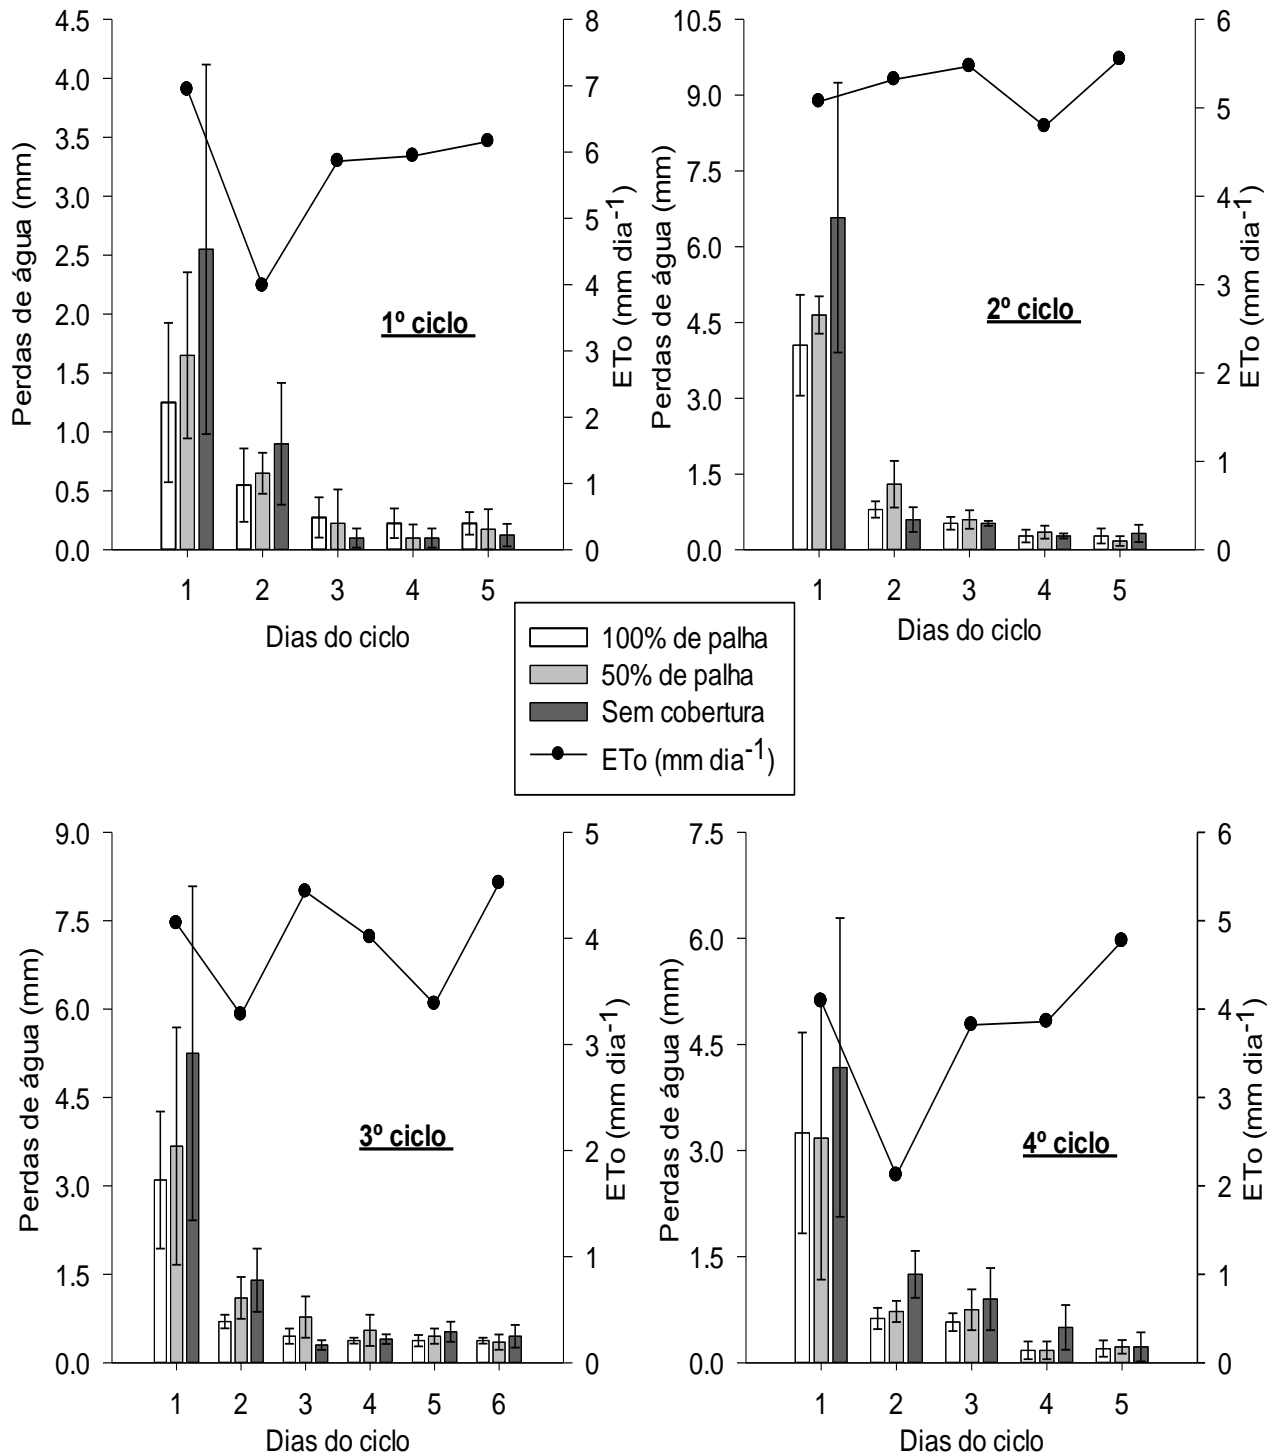 4.5
4.0
3.5
3.0
2.5
2.0
1.5
1.0
0.5
0.0
Perdas de água (mm)
8
7
6
5
4
3
2
1
0
ETo (mm dia-1)
1º ciclo
1 2 3 4 5
Dias do ciclo
10.5
9.0
7.5
6.0
4.5
3.0
1.5
0.0
Perdas de água (mm)
6
5
4
3
2
1
0
ETo (mm dia-1)
2º ciclo
1 2 3 4 5
Dias do ciclo
100% de palha
50% de palha
Sem cobertura
ETo (mm dia-1)
9.0
7.5
6.0
4.5
3.0
1.5
0.0
Perdas de água (mm)
5
4
3
2
1
0
ETo (mm dia-1)
3º ciclo
1 2 3 4 5 6
Dias do ciclo
7.5
6.0
4.5
3.0
1.5
0.0
Perdas de água (mm)
6
5
4
3
2
1
0
ETo (mm dia-1)
4º ciclo
1 2 3 4 5
Dias do ciclo